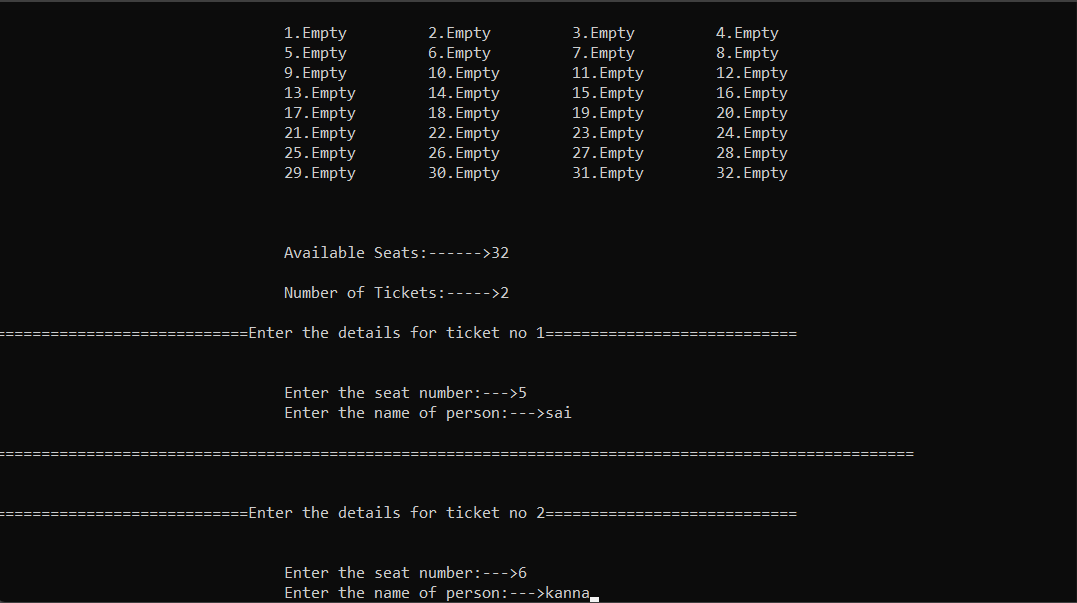 1.Empty 2.Empty 3.Empty 4.Empty
5.Empty 6.Empty 7.Empty 8.Empty
9.Empty 10.Empty 11.Empty 12.Empty
13.Empty 14.Empty 15.Empty 16.Empty
17.Empty 18.Empty 19.Empty 20.Empty
21.Empty 22.Empty 23.Empty 24.Empty
25.Empty 26.Empty 27.Empty 28.Empty
29.Empty 30.Empty 31.Empty 32.Empty
Available Seats:------>32
Number of Tickets:----->2
============================Enter the details for ticket no 1============================
Enter the seat number:--->5
Enter the name of person:--->sai
======================================================================================================
============================Enter the details for ticket no 2============================
Enter the seat number:--->6
Enter the name of person:--->kanna